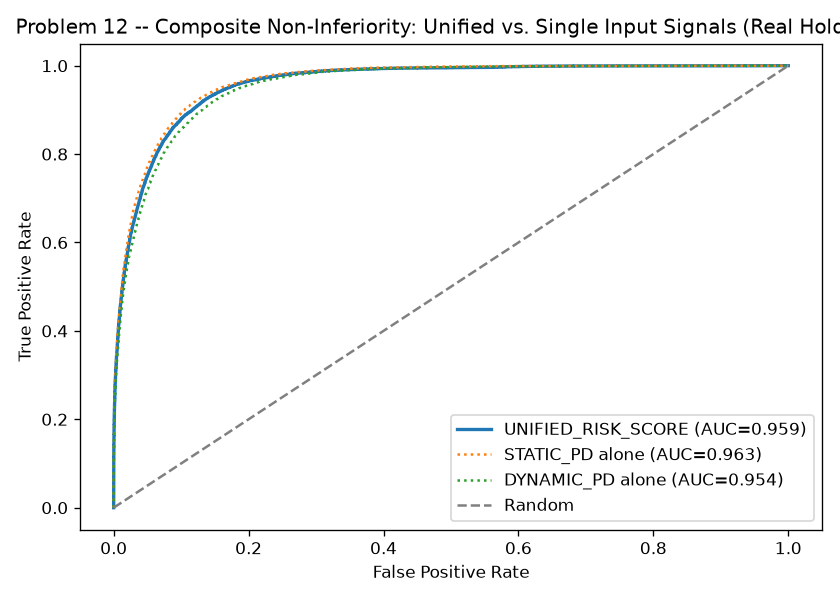 Problem 12 -- Composite Non-Inferiority: Unified vs. Single Input Signals (Real Hold
1.0
0.8
0.6
0.4
0.2
0.0
True Positive Rate
UNIFIED_RISK_SCORE (AUC=0.959)
STATIC_PD alone (AUC=0.963)
DYNAMIC_PD alone (AUC=0.954)
Random
0.0 0.2 0.4 0.6 0.8 1.0
False Positive Rate